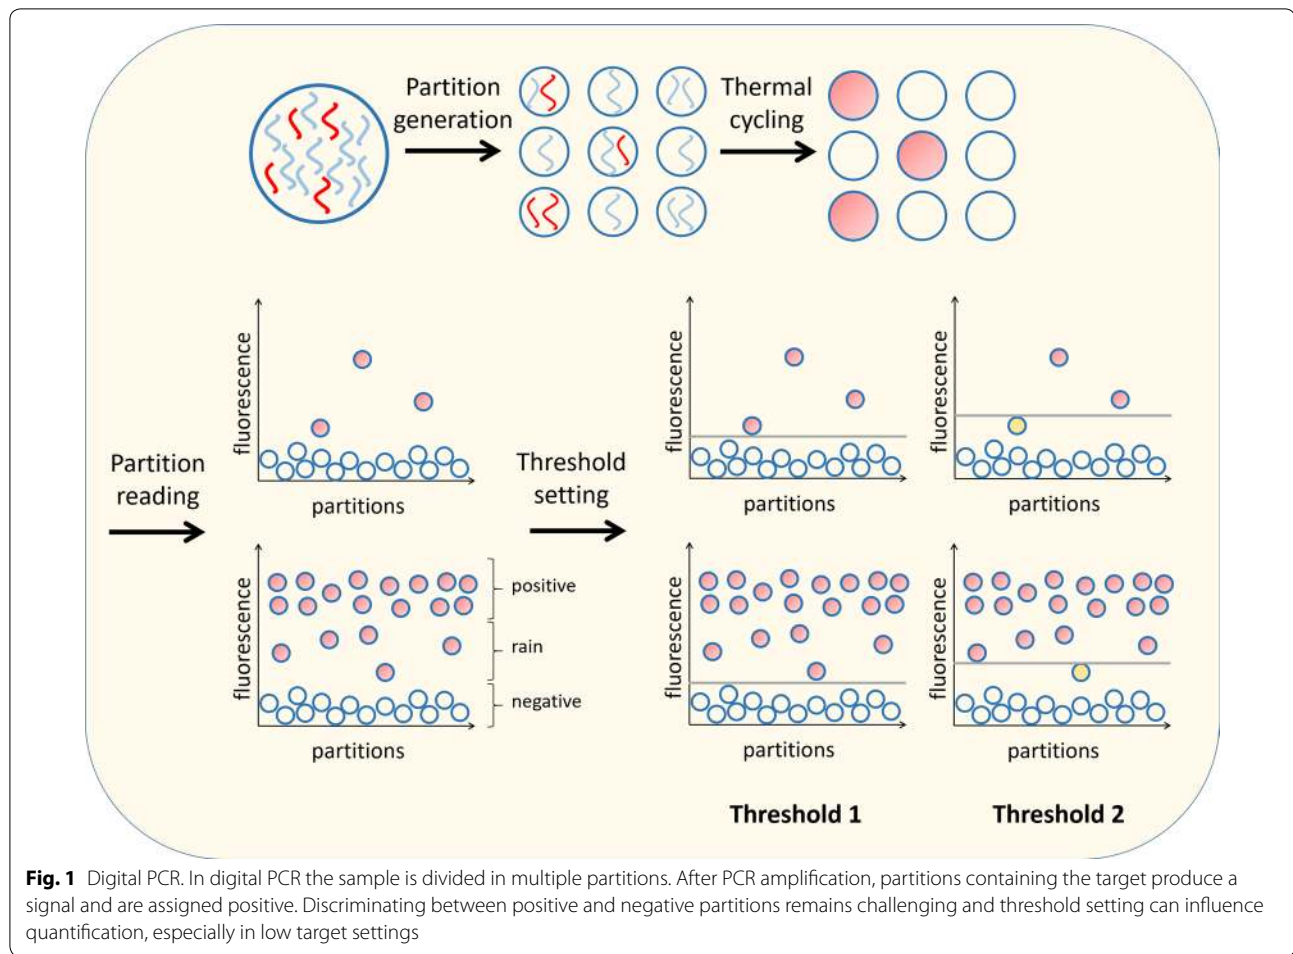 Partition
generation
Thermal
cycling
Partition
reading
fluorescence
partitions
fluorescence
positive
rain
negative
partitions
Threshold
setting
fluorescence
partitions
fluorescence
partitions
fluorescence
partitions
fluorescence
partitions
Threshold 1
Threshold 2
Fig. 1 Digital PCR. In digital PCR the sample is divided in multiple partitions. After PCR amplification, partitions containing the target produce a
signal and are assigned positive. Discriminating between positive and negative partitions remains challenging and threshold setting can influence
quantification, especially in low target settings